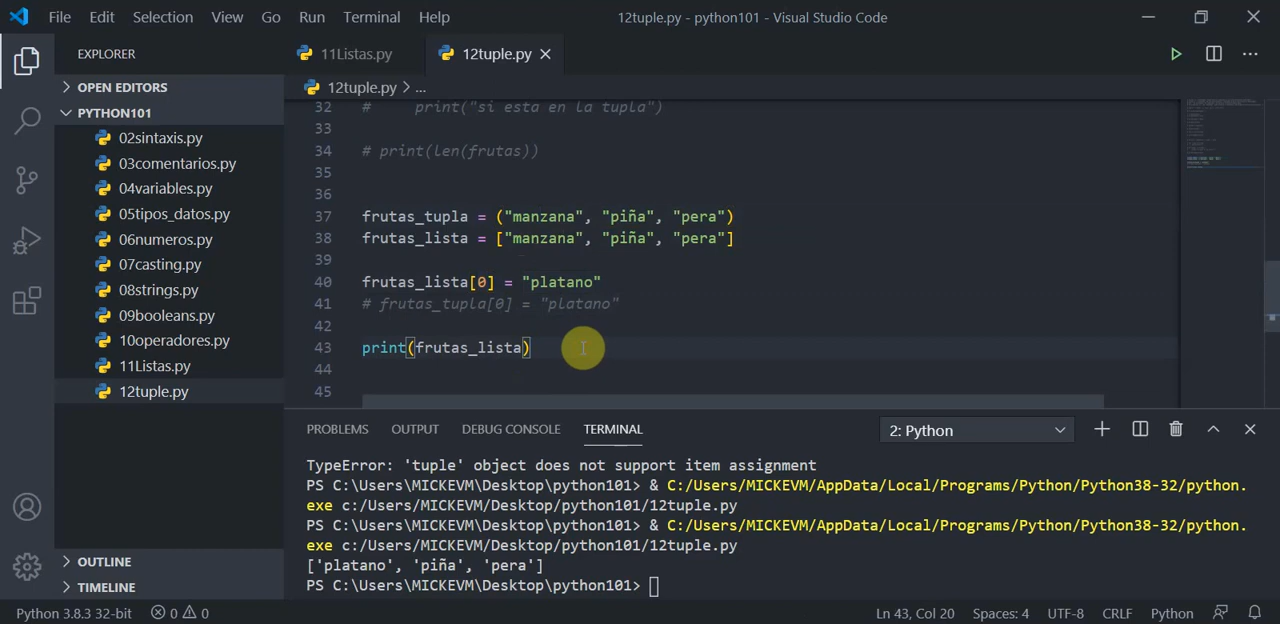 File Edit Selection View Go Run Terminal Help 12tuple.py - python101 - Visual Studio Code
EXPLORER
OPEN EDITORS
PYTHON101
02sintaxis.py
03comentarios.py
04variables.py
05tipos_datos.py
06numeros.py
07casting.py
08strings.py
09booleans.py
10operadores.py
11Listas.py
12tuple.py
OUTLINE
TIMELINE
11Listas.py 12tuple.py
12tuple.py > ...
32 #     print("si esta en la tupla")
33
34 # print(len(frutas))
35
36
37 frutas_tupla = ("manzana", "piña", "pera")
38 frutas_lista = ["manzana", "piña", "pera"]
39
40 frutas_lista[0] = "platano"
41 # frutas_tupla[0] = "platano"
42
43 print(frutas_lista)
44
45
PROBLEMS OUTPUT DEBUG CONSOLE TERMINAL 2: Python
TypeError: 'tuple' object does not support item assignment
PS C:\Users\MICKEVM\Desktop\python101> & C:/Users/MICKEVM/AppData/Local/Programs/Python/Python38-32/python.
exe c:/Users/MICKEVM/Desktop/python101/12tuple.py
PS C:\Users\MICKEVM\Desktop\python101> & C:/Users/MICKEVM/AppData/Local/Programs/Python/Python38-32/python.
exe c:/Users/MICKEVM/Desktop/python101/12tuple.py
['platano', 'piña', 'pera']
PS C:\Users\MICKEVM\Desktop\python101>
Python 3.8.3 32-bit 0 0 Ln 43, Col 20 Spaces: 4 UTF-8 CRLF Python